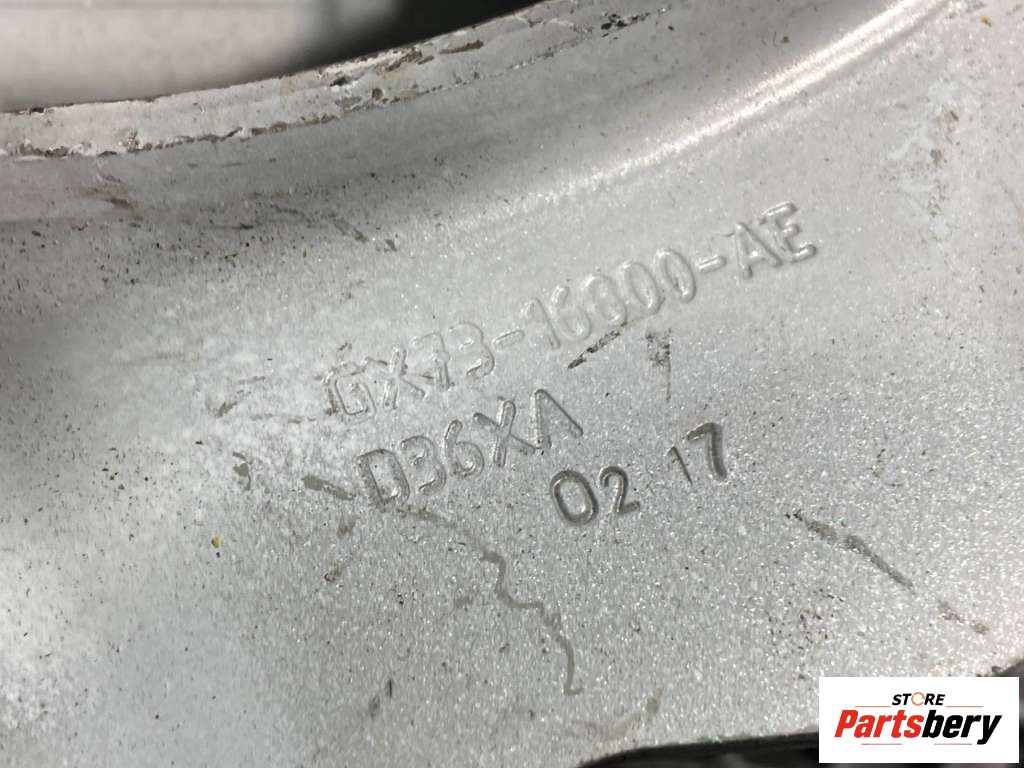 GX73-16800-AE
D36XA
02 17
STORE
Partsbery